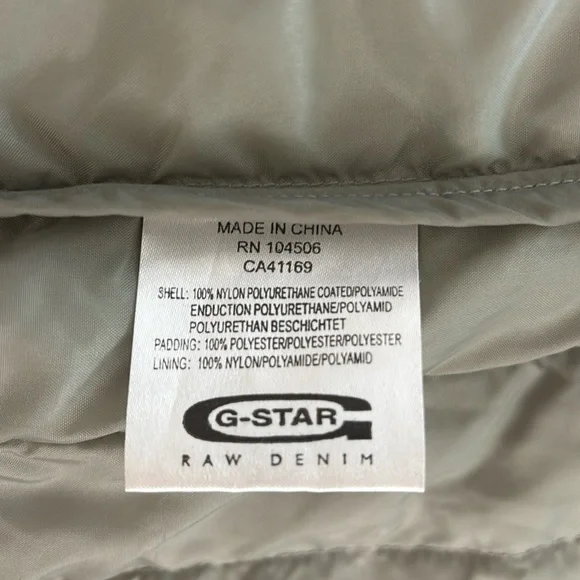 MADE IN CHINA
RN 104506
CA41169
SHELL: 100% NYLON POLYURETHANE COATED/POLYAMIDE
ENDUCTION POLYURETHANE/POLYAMID
POLYURETHAN BESCHICHTET
PADDING: 100% POLYESTER/POLYESTER/POLYESTER
LINING: 100% NYLON/POLYAMIDE/POLYAMID
G-STAR
RAW DENIM